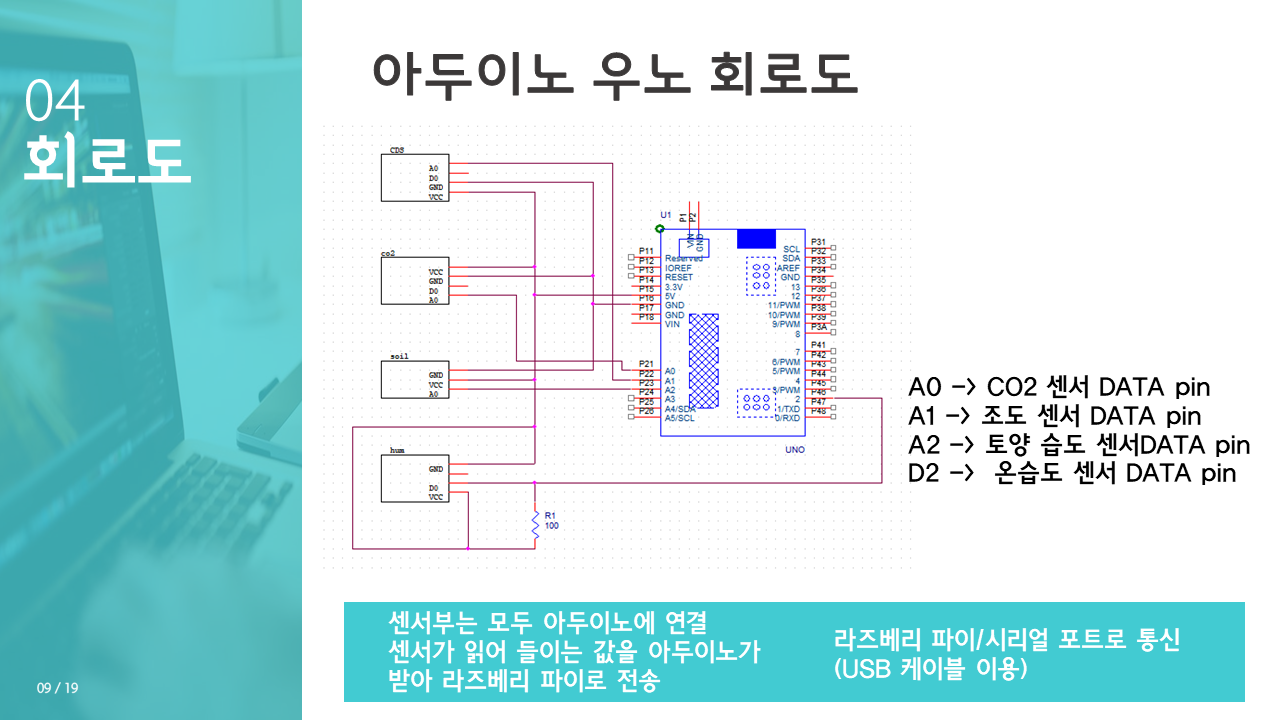 04
회로도
아두이노 우노 회로도
CDS
A0
D0
GND
VCC
co2
VCC
GND
D0
A0
soil
GND
VCC
A0
hum
GND
D0
VCC
R1
100
U1
P1
P2
VIN
GND
P11
P12
P13
P14
P15
P16
P17
P18
Reserved
IOREF
RESET
3.3V
5V
GND
GND
VIN
P21
P22
P23
P24
P25
P26
A0
A1
A2
A3
A4/SDA
A5/SCL
SCL
SDA
AREF
GND
13
12
11/PWM
10/PWM
9/PWM
8
P31
P32
P33
P34
P35
P36
P37
P38
P39
P3A
7
6/PWM
5/PWM
4
3/PWM
2
1/TXD
0/RXD
P41
P42
P43
P44
P45
P46
P47
P48
UNO
A0 -> CO2 센서 DATA pin
A1 -> 조도 센서 DATA pin
A2 -> 토양 습도 센서DATA pin
D2 -> 온습도 센서 DATA pin
센서부는 모두 아두이노에 연결
센서가 읽어 들이는 값을 아두이노가
받아 라즈베리 파이로 전송
라즈베리 파이/시리얼 포트로 통신
(USB 케이블 이용)
09 / 19